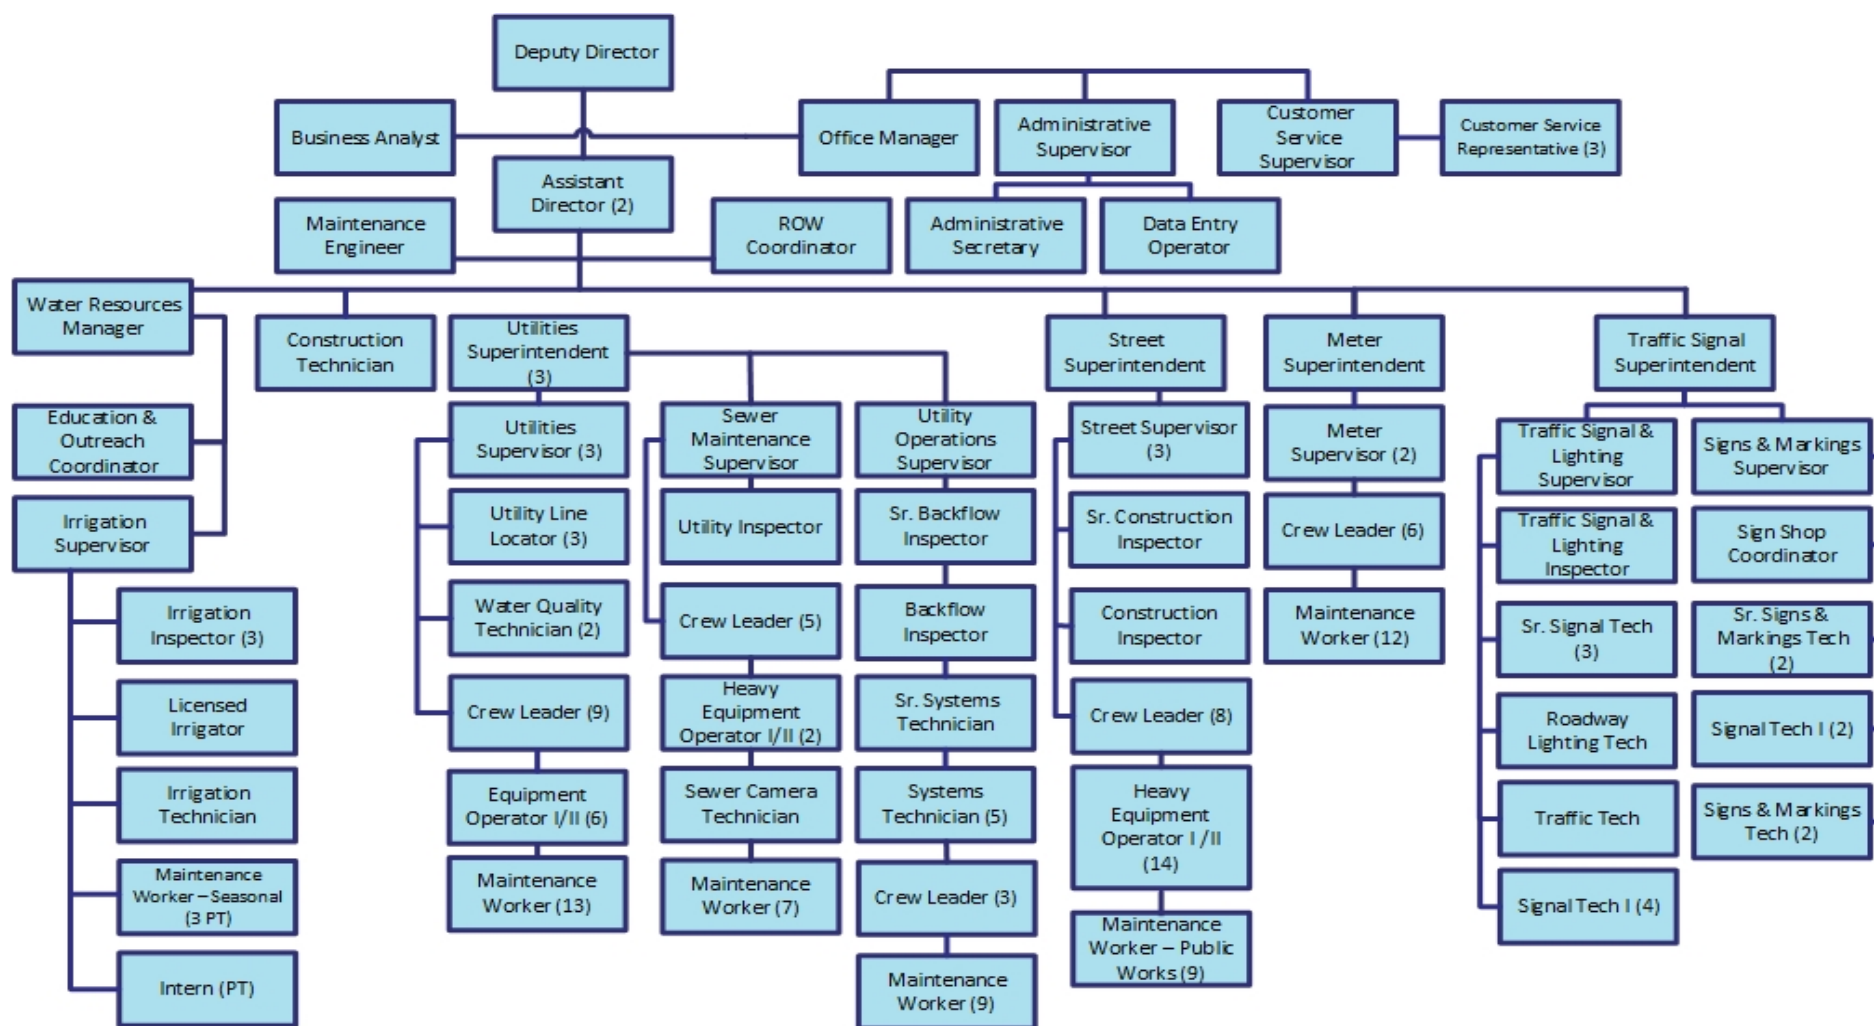 Deputy Director
Business Analyst
Office Manager
Administrative
Supervisor
Customer
Service
Supervisor
Customer Service
Representative (3)
Assistant
Director (2)
Maintenance
Engineer
ROW
Coordinator
Administrative
Secretary
Data Entry
Operator
Water Resources
Manager
Construction
Technician
Utilities
Superintendent
(3)
Street
Superintendent
Meter
Superintendent
Traffic Signal
Superintendent
Education &
Outreach
Coordinator
Irrigation
Supervisor
Irrigation
Inspector (3)
Licensed
Irrigator
Irrigation
Technician
Maintenance
Worker – Seasonal
(3 PT)
Intern (PT)
Utilities
Supervisor (3)
Utility Line
Locator (3)
Water Quality
Technician (2)
Crew Leader (9)
Equipment
Operator I/II (6)
Maintenance
Worker (13)
Sewer
Maintenance
Supervisor
Utility Inspector
Crew Leader (5)
Heavy
Equipment
Operator I/II (2)
Sewer Camera
Technician
Maintenance
Worker (7)
Utility
Operations
Supervisor
Sr. Backflow
Inspector
Backflow
Inspector
Sr. Systems
Technician
Systems
Technician (5)
Crew Leader (3)
Maintenance
Worker (9)
Street Supervisor
(3)
Sr. Construction
Inspector
Construction
Inspector
Crew Leader (8)
Heavy
Equipment
Operator I /II
(14)
Maintenance
Worker – Public
Works (9)
Meter
Supervisor (2)
Crew Leader (6)
Maintenance
Worker (12)
Traffic Signal &
Lighting
Supervisor
Traffic Signal &
Lighting
Inspector
Sr. Signal Tech
(3)
Roadway
Lighting Tech
Traffic Tech
Signal Tech I (4)
Signs & Markings
Supervisor
Sign Shop
Coordinator
Sr. Signs &
Markings Tech
(2)
Signal Tech I (2)
Signs & Markings
Tech (2)